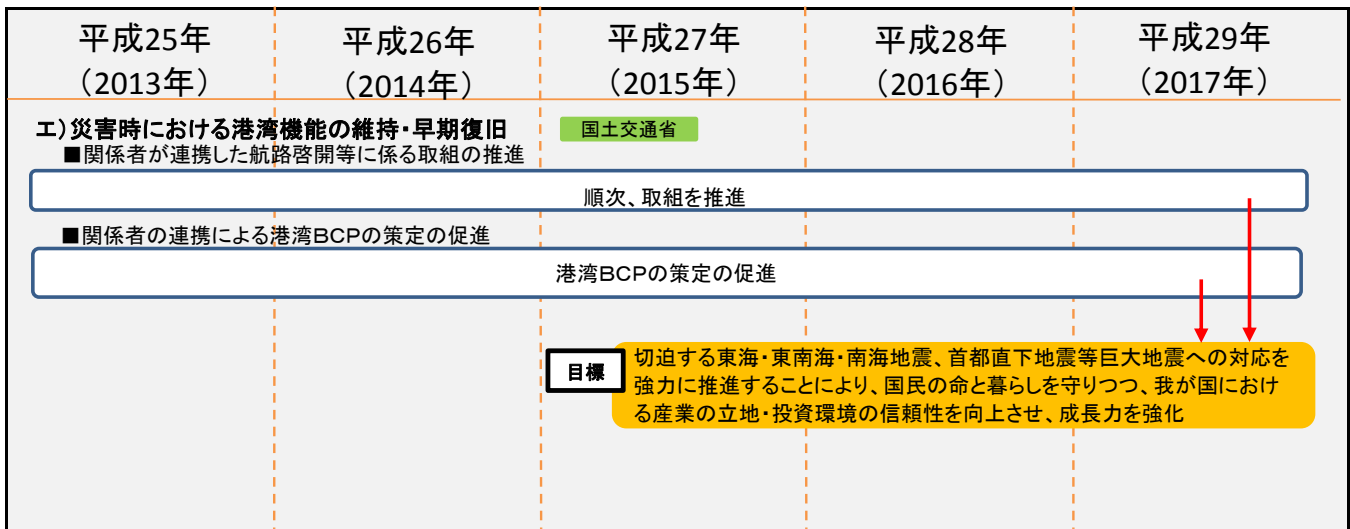 平成25年
（2013年）
平成26年
（2014年）
平成27年
（2015年）
平成28年
（2016年）
平成29年
（2017年）
エ）災害時における港湾機能の維持・早期復旧
国土交通省
■関係者が連携した航路啓開等に係る取組の推進
順次、取組を推進
■関係者の連携による港湾ＢＣＰの策定の促進
港湾ＢＣＰの策定の促進
目標
切迫する東海・東南海・南海地震、首都直下地震等巨大地震への対応を
強力に推進することにより、国民の命と暮らしを守りつつ、我が国におけ
る産業の立地・投資環境の信頼性を向上させ、成長力を強化